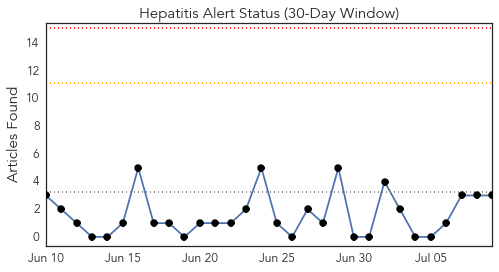 Hepatitis Alert Status (30-Day Window)
Articles Found
14
12
10
8
6
4
2
0
Jun 10
Jun 15
Jun 20
Jun 25
Jun 30
Jul 05